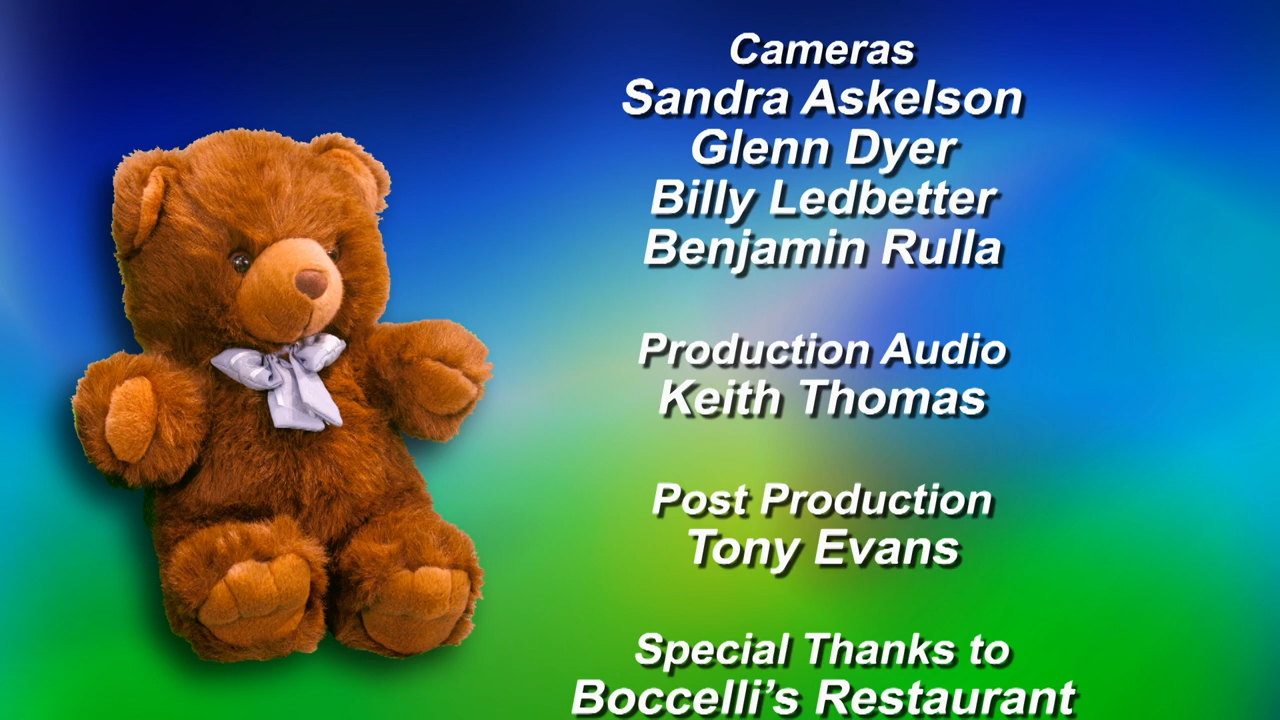 Cameras
Sandra Askelson
Glenn Dyer
Billy Ledbetter
Benjamin Rulla
Production Audio
Keith Thomas
Post Production
Tony Evans
Special Thanks to
Boccelli’s Restaurant